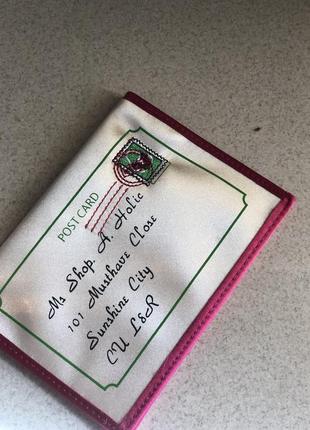 POST CARD
Ms Shop. A. Holic
101 Musthave Close
Sunshine City
CU L8R